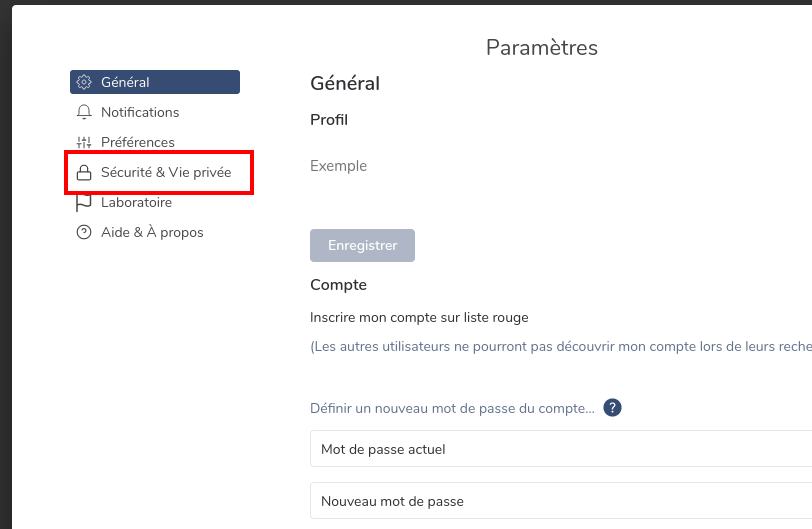 Paramètres
Général
Notifications
Préférences
Sécurité & Vie privée
Laboratoire
Aide & À propos
Général
Profil
Exemple
Enregistrer
Compte
Inscrire mon compte sur liste rouge
(Les autres utilisateurs ne pourront pas découvrir mon compte lors de leurs reche
Définir un nouveau mot de passe du compte... ?
Mot de passe actuel
Nouveau mot de passe